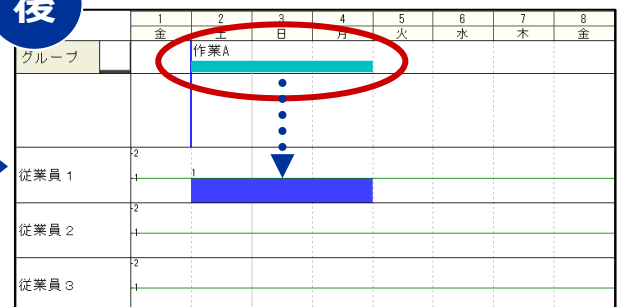 後
1 2 3 4 5 6 7 8
金 土 日 月 火 水 木 金
グループ
作業A
-2
従業員1
-1
1
-2
従業員2
-1
-2
従業員3
-1